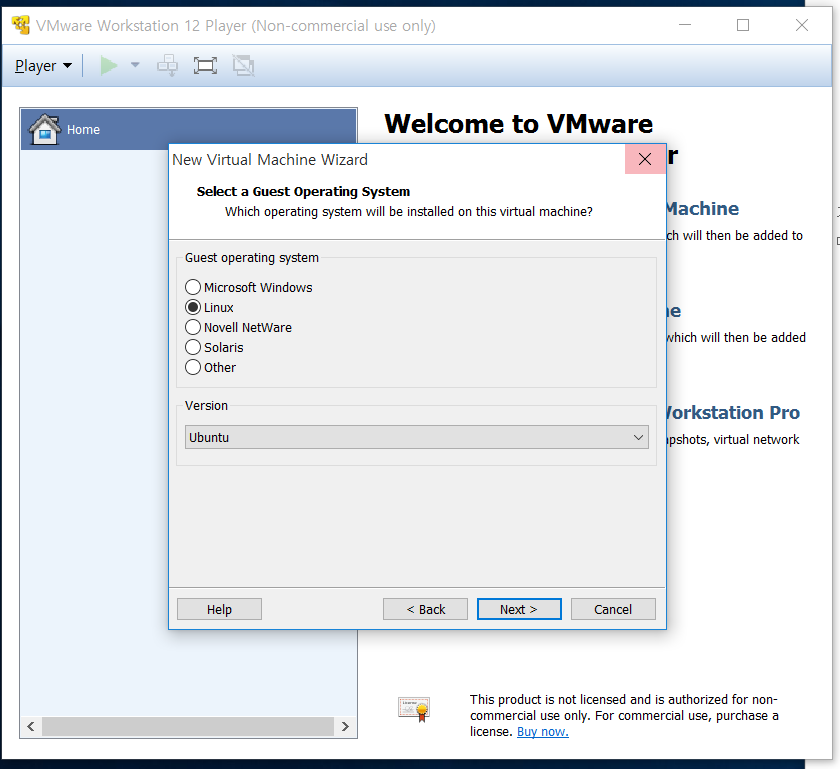 VMware Workstation 12 Player (Non-commercial use only)
Player
Home
Welcome to VMware
r
Machine
ch will then be added to
ne
which will then be added
Workstation Pro
apshots, virtual network
New Virtual Machine Wizard
Select a Guest Operating System
Which operating system will be installed on this virtual machine?
Guest operating system
Microsoft Windows
Linux
Novell NetWare
Solaris
Other
Version
Ubuntu
Help
< Back
Next >
Cancel
This product is not licensed and is authorized for non-
commercial use only. For commercial use, purchase a
license. Buy now.